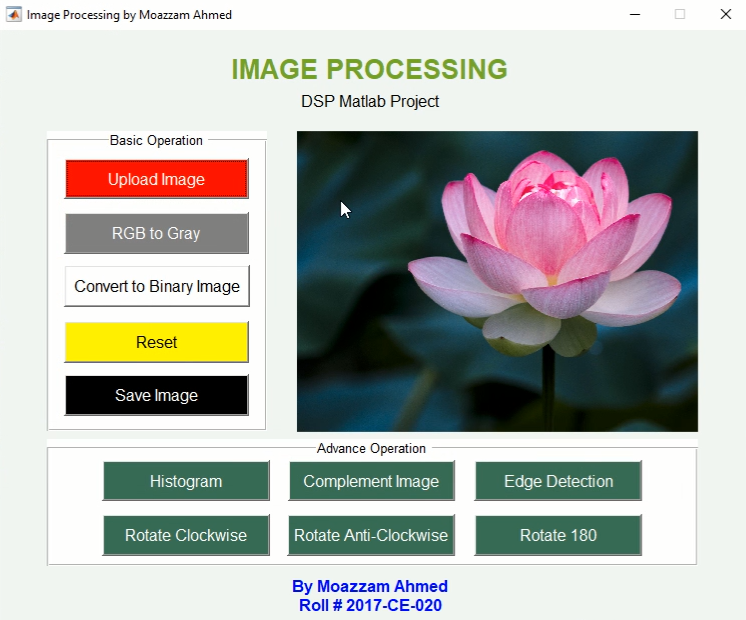 Image Processing by Moazzam Ahmed
IMAGE PROCESSING
DSP Matlab Project
Basic Operation
Upload Image
RGB to Gray
Convert to Binary Image
Reset
Save Image
Advance Operation
Histogram
Complement Image
Edge Detection
Rotate Clockwise
Rotate Anti-Clockwise
Rotate 180
By Moazzam Ahmed
Roll # 2017-CE-020